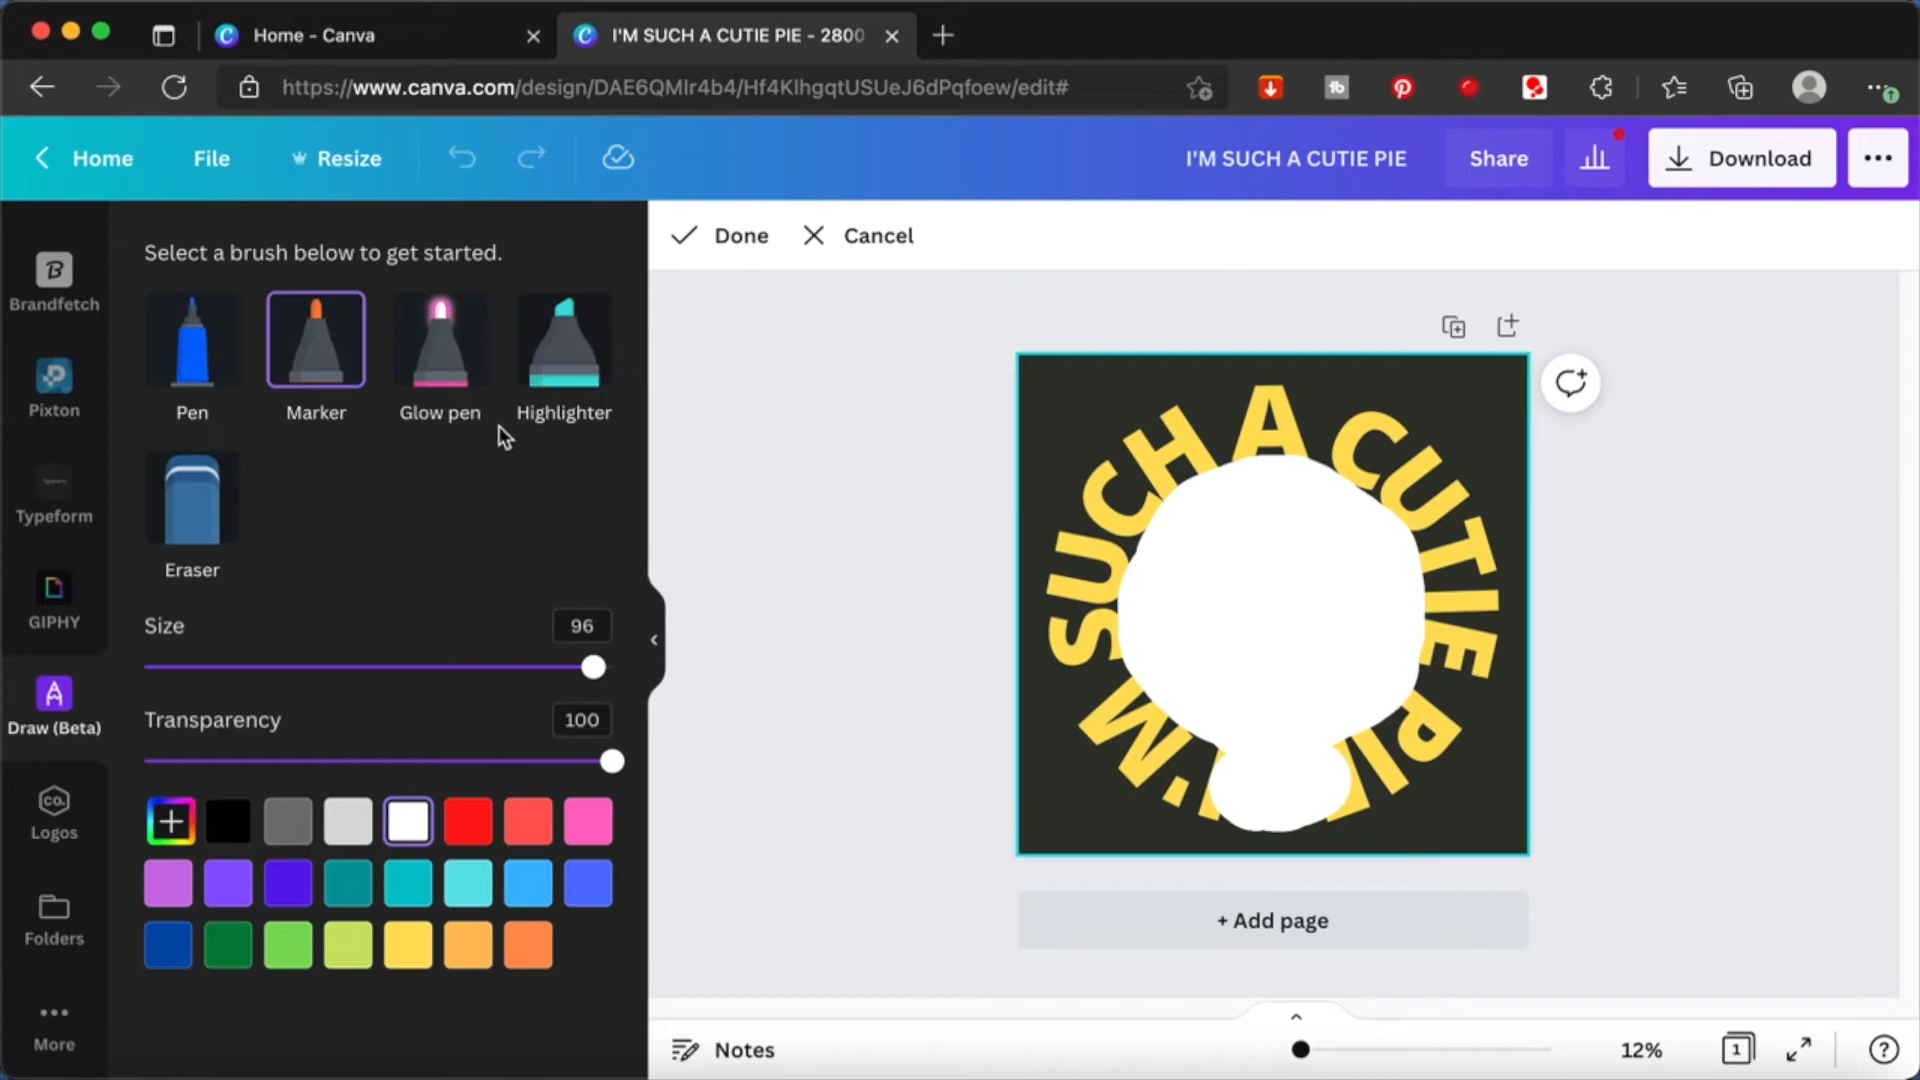 Home - Canva
I'M SUCH A CUTIE PIE - 2800
https://www.canva.com/design/DAE6QMIr4b4/Hf4KlhgqtUSUeJ6dPqfoew/edit#
Home
File
Resize
I'M SUCH A CUTIE PIE
Share
Download
Brandfetch
Pixton
Typeform
GIPHY
Draw (Beta)
Logos
Folders
More
Select a brush below to get started.
Pen
Marker
Glow pen
Highlighter
Eraser
Size
96
Transparency
100
Done
Cancel
I'M SUCH A CUTIE PI
+ Add page
Notes
12%
1